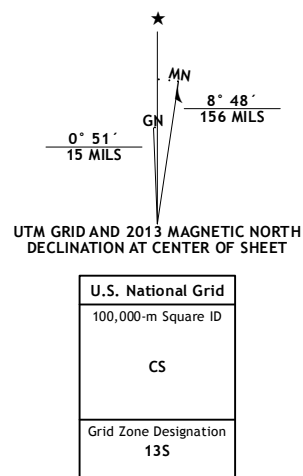 ★
MN
GN
8° 48´
156 MILS
0° 51´
15 MILS
UTM GRID AND 2013 MAGNETIC NORTH
DECLINATION AT CENTER OF SHEET
U.S. National Grid
100,000-m Square ID
CS
Grid Zone Designation
13S